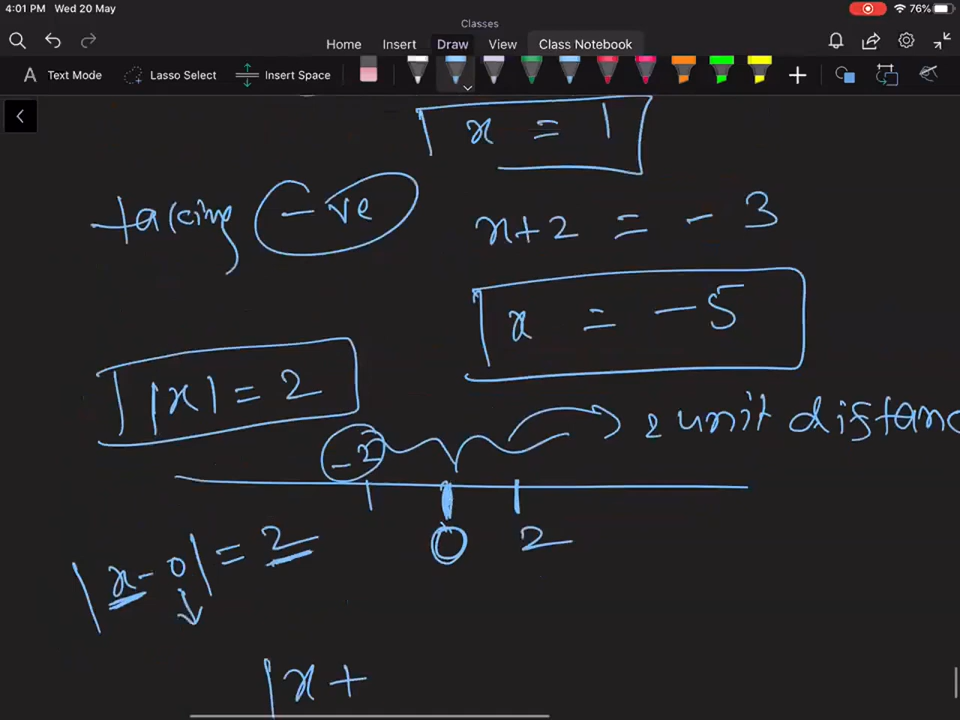 4:01 PM Wed 20 May
76%
Classes
Home Insert Draw View Class Notebook
A Text Mode Lasso Select Insert Space
x = 1
taking -ve
x+2 = -3
x = -5
|x| = 2
-2
2 unit distanc
0 2
|x-0| = 2
|x +